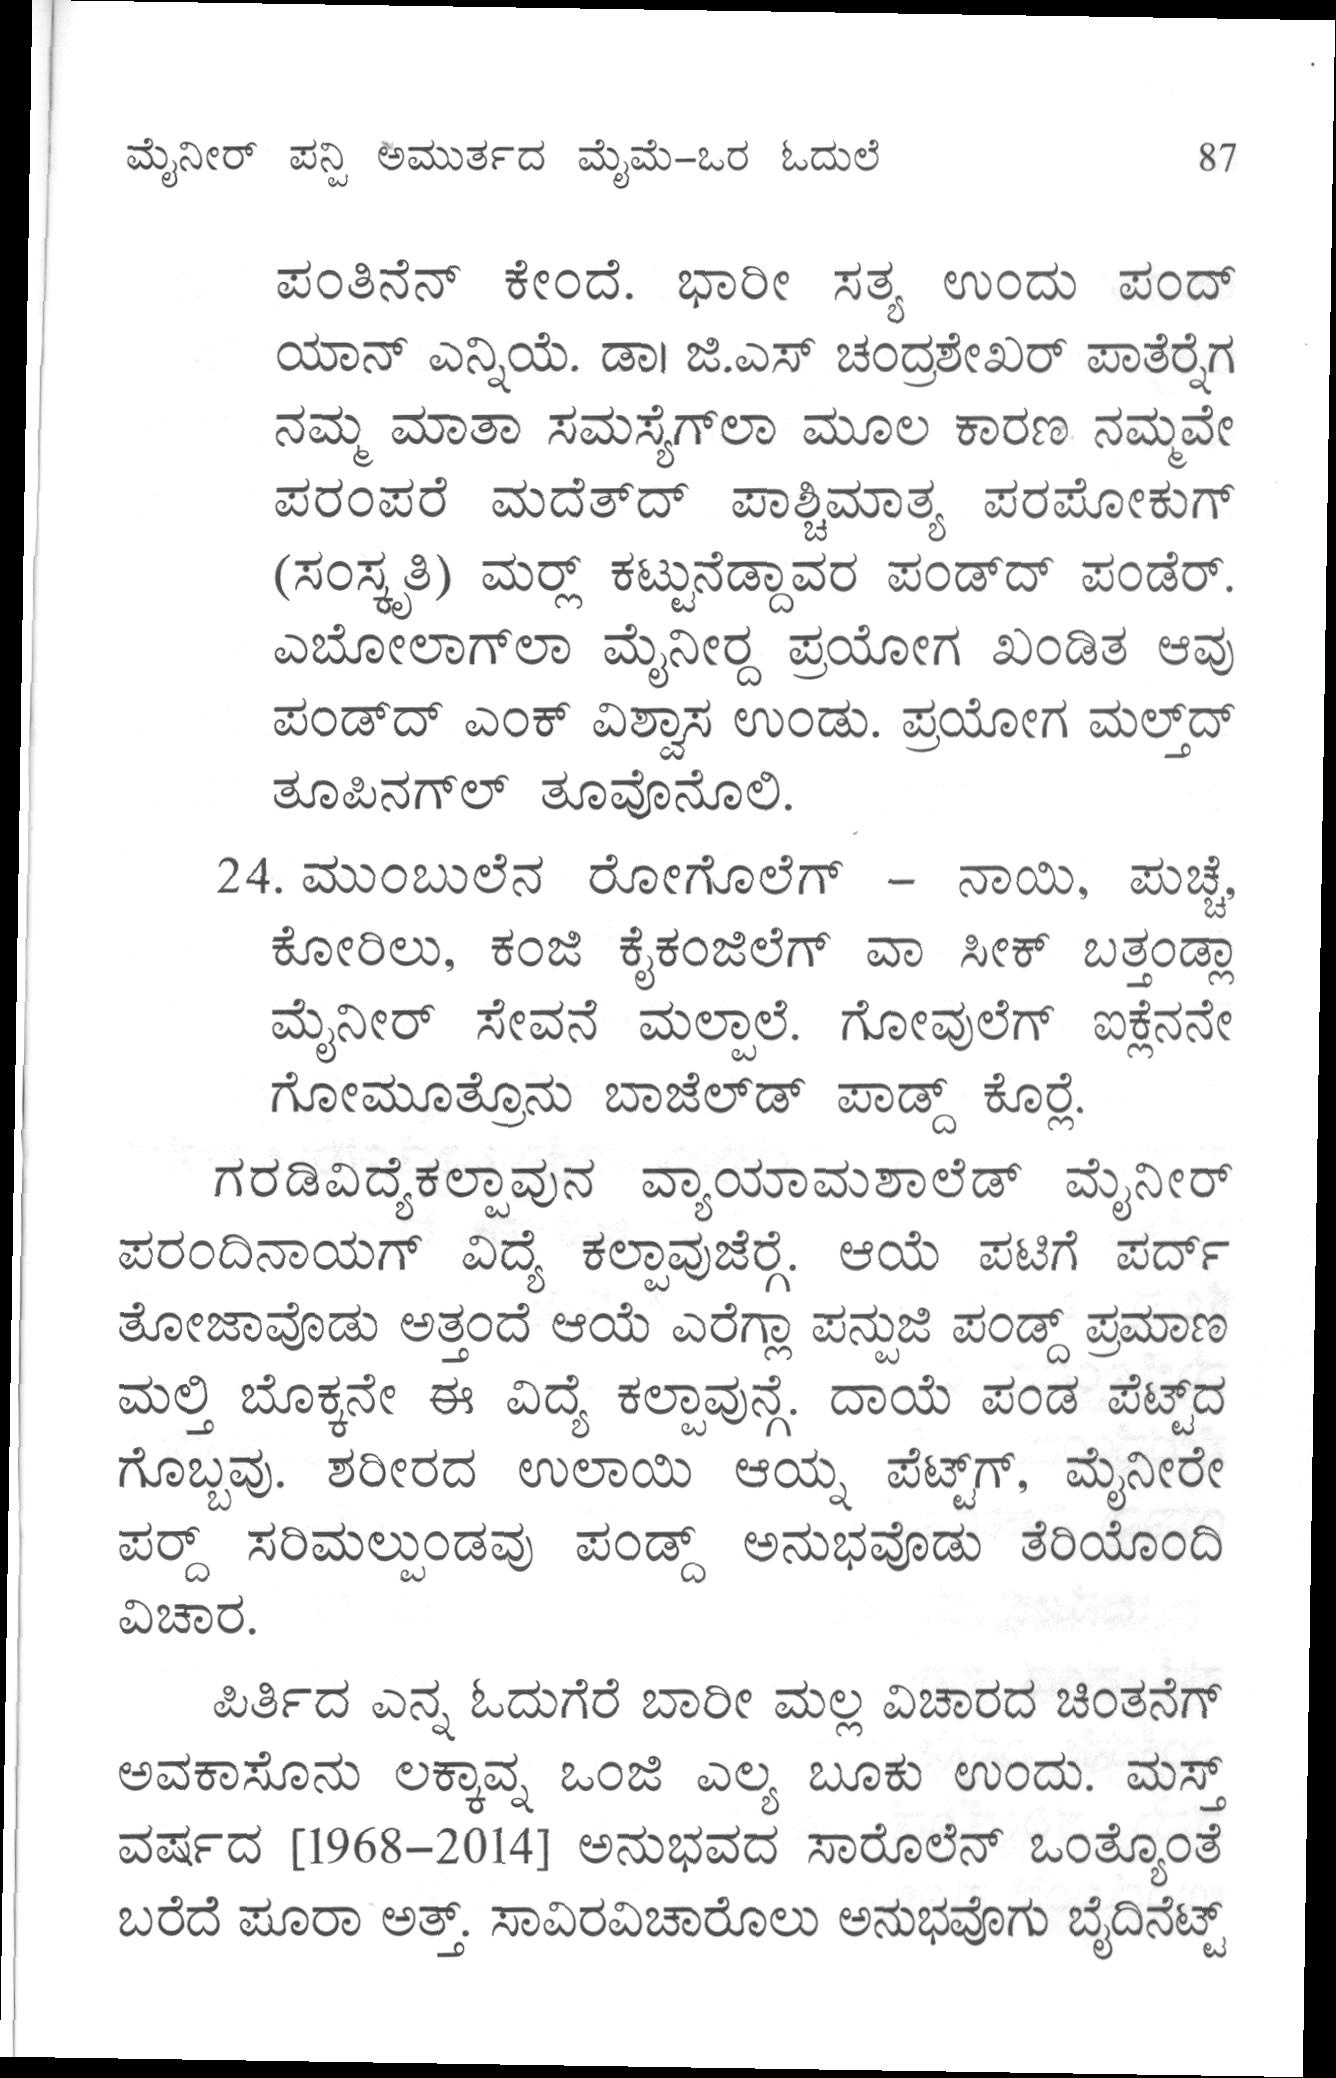 ಮೈನೀರ್ ಪನ್ಪಿ ಅಮುರ್ತದ ಮೈಮೆ-ಒರ ಓದುಲೆ 87
ಪಂತಿನೆನ್ ಕೇಂದೆ. ಭಾರೀ ಸತ್ಯ ಉಂದು ಪಂದ್
ಯಾನ್ ಎನ್ನಿಯೆ. ಡಾ। ಜಿ.ಎಸ್ ಚಂದ್ರಶೇಖರ್ ಪಾತೆರ‍್ನೆಗ
ನಮ್ಮ ಮಾತಾ ಸಮಸ್ಯೆಗ್‌ಲಾ ಮೂಲ ಕಾರಣ ನಮ್ಮವೇ
ಪರಂಪರೆ ಮದೆತ್‌ದ್ ಪಾಶ್ಚಿಮಾತ್ಯ ಪರಪೋಕುಗ್
(ಸಂಸ್ಕೃತಿ) ಮರ‍್ಲ್ ಕಟ್ಟುನೆಡ್ದಾವರ ಪಂಡ್‌ದ್ ಪಂಡೆರ್.
ಎಬೋಲಾಗ್‌ಲಾ ಮೈನೀರ‍್ದ ಪ್ರಯೋಗ ಖಂಡಿತ ಆವು
ಪಂಡ್‌ದ್ ಎಂಕ್ ವಿಶ್ವಾಸ ಉಂಡು. ಪ್ರಯೋಗ ಮಲ್ತ್‌ದ್
ತೂಪಿನಗ್‌ಲ್ ತೂವೊನೊಲಿ.
24. ಮುಂಬುಲೆನ ರೋಗೊಲೆಗ್ – ನಾಯಿ, ಪುಚ್ಚೆ,
ಕೋರಿಲು, ಕಂಜಿ ಕೈಕಂಜಿಲೆಗ್ ವಾ ಸೀಕ್ ಬತ್ತಂಡ್ಲಾ
ಮೈನೀರ್ ಸೇವನೆ ಮಲ್ಪಾಲೆ. ಗೋವುಲೆಗ್ ಐಕ್ಲೆನನೇ
ಗೋಮೂತ್ರೊನು ಬಾಜೆಲ್‌ಡ್ ಪಾಡ್ದ್ ಕೊರ‍್ಲೆ.
ಗರಡಿವಿದ್ಯೆಕಲ್ಪಾವುನ ವ್ಯಾಯಾಮಶಾಲೆಡ್ ಮೈನೀರ್
ಪರಂದಿನಾಯಗ್ ವಿದ್ಯೆ ಕಲ್ಪಾವುಜೆರ‍್ಗೆ. ಆಯೆ ಪಟಿಗೆ ಪರ್ದ್
ತೋಜಾವೊಡು ಅತ್ತಂದೆ ಆಯೆ ಎರೆಗ್ಲಾ ಪನ್ಪುಜಿ ಪಂಡ್ದ್ ಪ್ರಮಾಣ
ಮಲ್ತಿ ಬೊಕ್ಕನೇ ಈ ವಿದ್ಯೆ ಕಲ್ಪಾವುನ್ಗೆ. ದಾಯೆ ಪಂಡ ಪೆಟ್ಟ್‌ದ
ಗೊಬ್ಬವು. ಶರೀರದ ಉಲಾಯಿ ಆಯ್ನ ಪೆಟ್ಟ್‌ಗ್, ಮೈನೀರೇ
ಪರ‍್ದ್ ಸರಿಮಲ್ಪುಂಡವು ಪಂಡ್ದ್ ಅನುಭವೊಡು ತೆರಿಯೊಂದಿ
ವಿಚಾರ.
ಪಿರ್ತಿದ ಎನ್ನ ಓದುಗೆರೆ ಬಾರೀ ಮಲ್ಲ ವಿಚಾರದ ಚಿಂತನೆಗ್
ಅವಕಾಸೊನು ಲಕ್ಕಾವ್ನ ಒಂಜಿ ಎಲ್ಯ ಬೂಕು ಉಂದು. ಮಸ್ತ್
ವರ್ಷದ [1968–2014] ಅನುಭವದ ಸಾರೊಲೆನ್ ಒಂತ್ಯೊಂತೆ
ಬರೆದೆ ಪೂರಾ ಅತ್ತ್. ಸಾವಿರವಿಚಾರೊಲು ಅನುಭವೊಗು ಬೈದಿನೆಟ್ಟ್